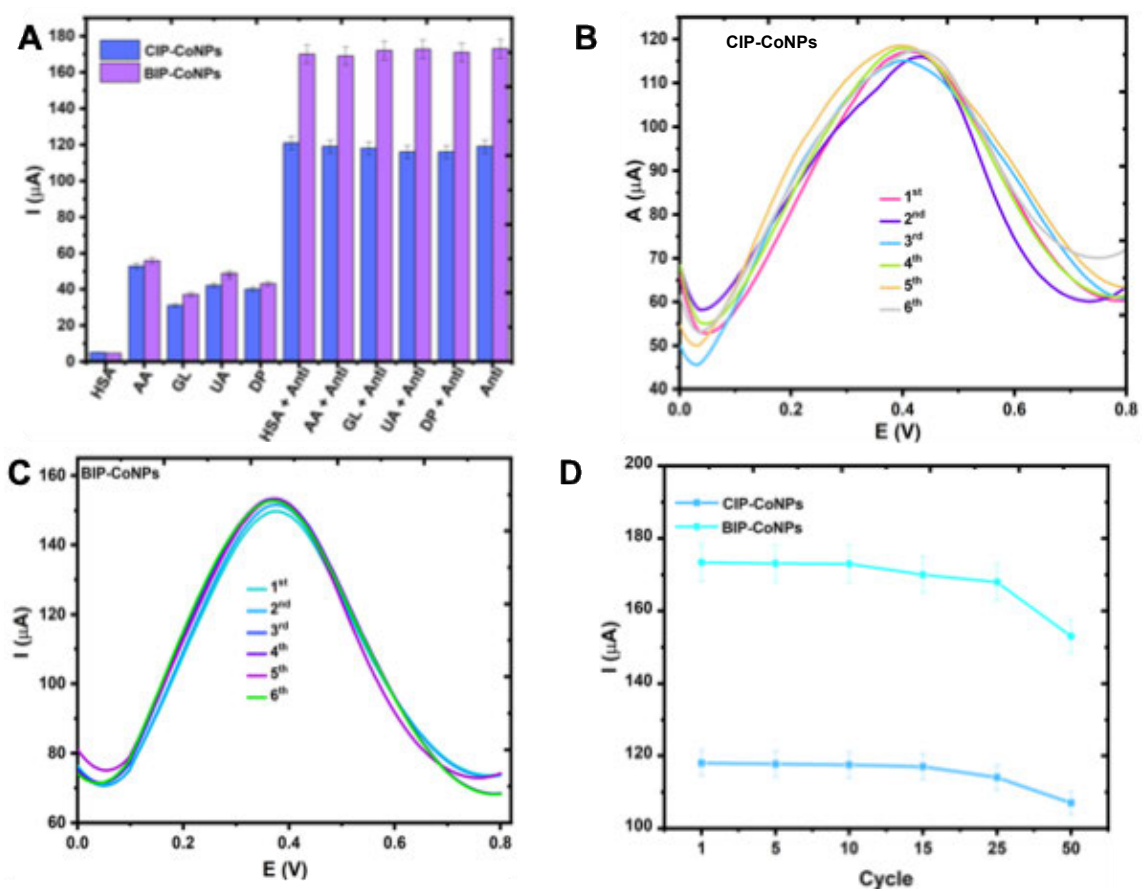 A
CIP-CoNPs
BIP-CoNPs
I (μA)
180
160
140
120
100
80
60
40
20
0
HSA
AA
GL
UA
DP
HSA + Anti
AA + Anti
GL + Anti
UA + Anti
DP + Anti
Anti
B
CIP-CoNPs
A (μA)
120
110
100
90
80
70
60
50
40
1st
2nd
3rd
4th
5th
6th
0.0 0.2 0.4 0.6 0.8
E (V)
C
BIP-CoNPs
I (μA)
160
140
120
100
80
60
1st
2nd
3rd
4th
5th
6th
0.0 0.2 0.4 0.6 0.8
E (V)
D
CIP-CoNPs
BIP-CoNPs
I (μA)
200
180
160
140
120
100
1 5 10 15 25 50
Cycle